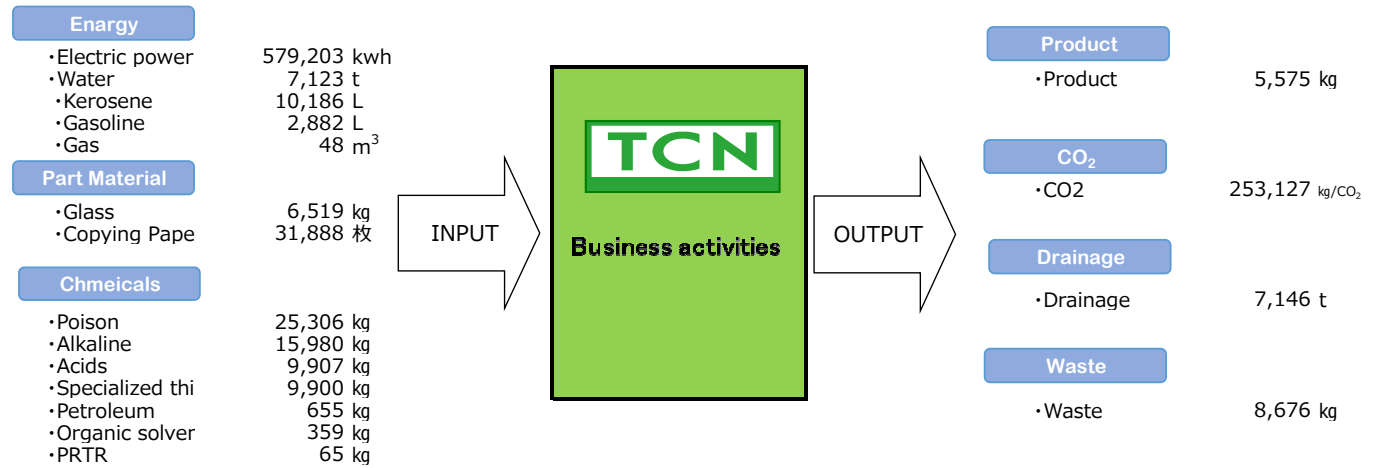 Enargy
・Electric power 579,203 kwh
・Water 7,123 t
・Kerosene 10,186 L
・Gasoline 2,882 L
・Gas 48 m³
Part Material
・Glass 6,519 ㎏
・Copying Pape 31,888 枚
Chmeicals
・Poison 25,306 ㎏
・Alkaline 15,980 ㎏
・Acids 9,907 ㎏
・Specialized thi 9,900 ㎏
・Petroleum 655 ㎏
・Organic solver 359 ㎏
・PRTR 65 ㎏
INPUT
TCN
Business activities
OUTPUT
Product
・Product 5,575 ㎏
CO₂
・CO2 253,127 ㎏/CO₂
Drainage
・Drainage 7,146 t
Waste
・Waste 8,676 ㎏